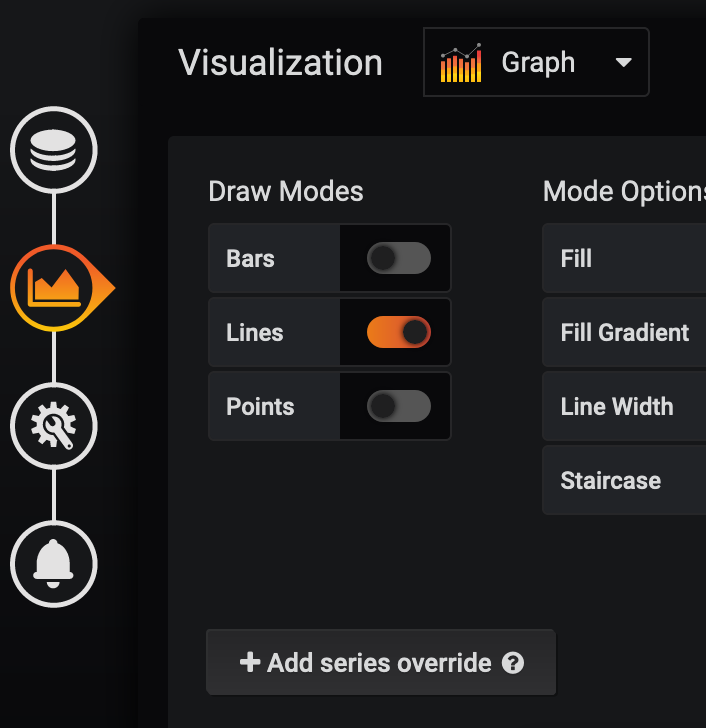 Visualization
Graph
Draw Modes
Bars
Lines
Points
Mode Options
Fill
Fill Gradient
Line Width
Staircase
Add series override